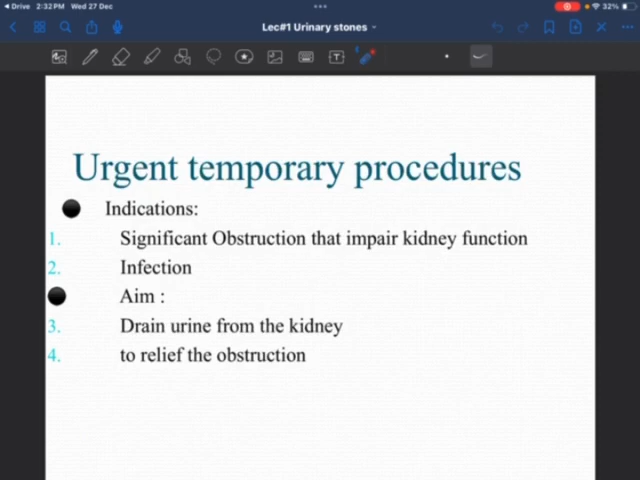 Drive 2:32 PM Wed 27 Dec
32%
Lec#1 Urinary stones
Urgent temporary procedures
Indications:
1. Significant Obstruction that impair kidney function
2. Infection
Aim :
3. Drain urine from the kidney
4. to relief the obstruction